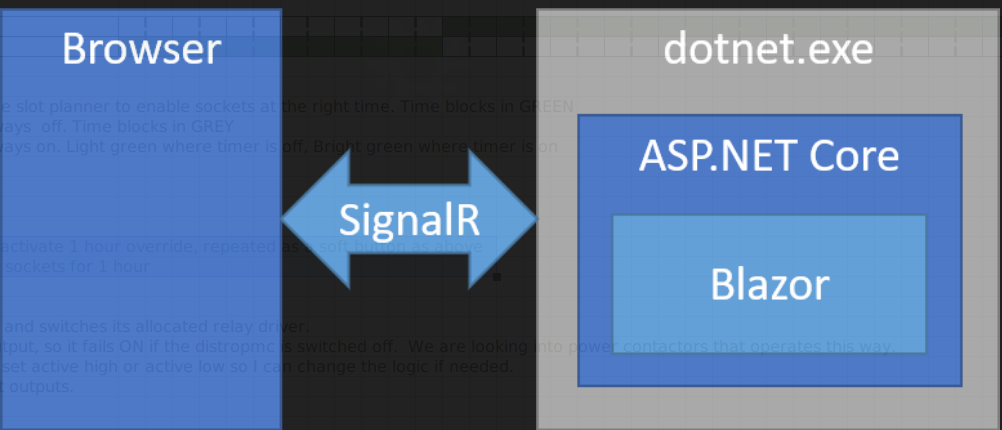 Browser
dotnet.exe
e slot planner to enable sockets at the right time. Time blocks in GREEN
ways off. Time blocks in GREY
ways on. Light green where timer is off, Bright green where timer is on
ASP.NET Core
SignalR
activate 1 hour override, repeated as a soft button as above
sockets for 1 hour
Blazor
and switches its allocated relay driver.
tput, so it fails ON if the distropmc is switched off. We are looking into power contactors that operates this way.
set active high or active low so I can change the logic if needed.
t outputs.